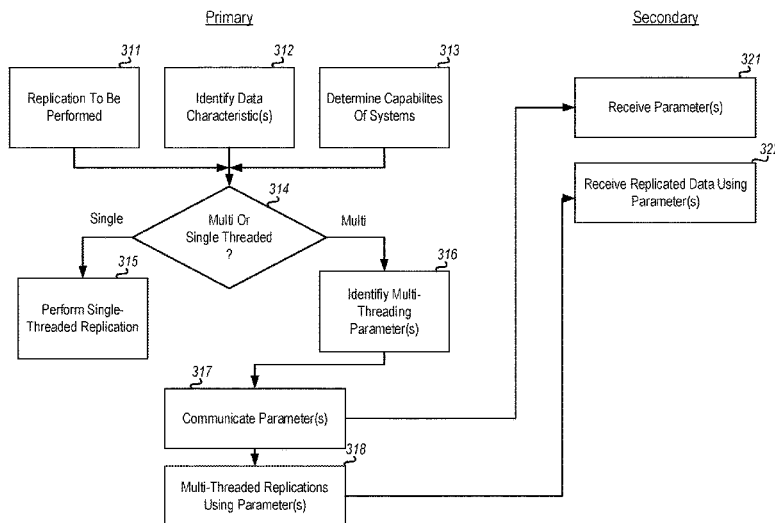 Primary
Secondary
311
Replication To Be
Performed
312
Identify Data
Characteristic(s)
313
Determine Capabilites
Of Systems
321
Receive Parameter(s)
322
Receive Replicated Data Using
Parameter(s)
314
Multi Or
Single Threaded
?
Single
Multi
315
Perform Single-
Threaded Replication
316
Identifiy Multi-
Threading
Parameter(s)
317
Communicate Parameter(s)
318
Multi-Threaded Replications
Using Parameter(s)